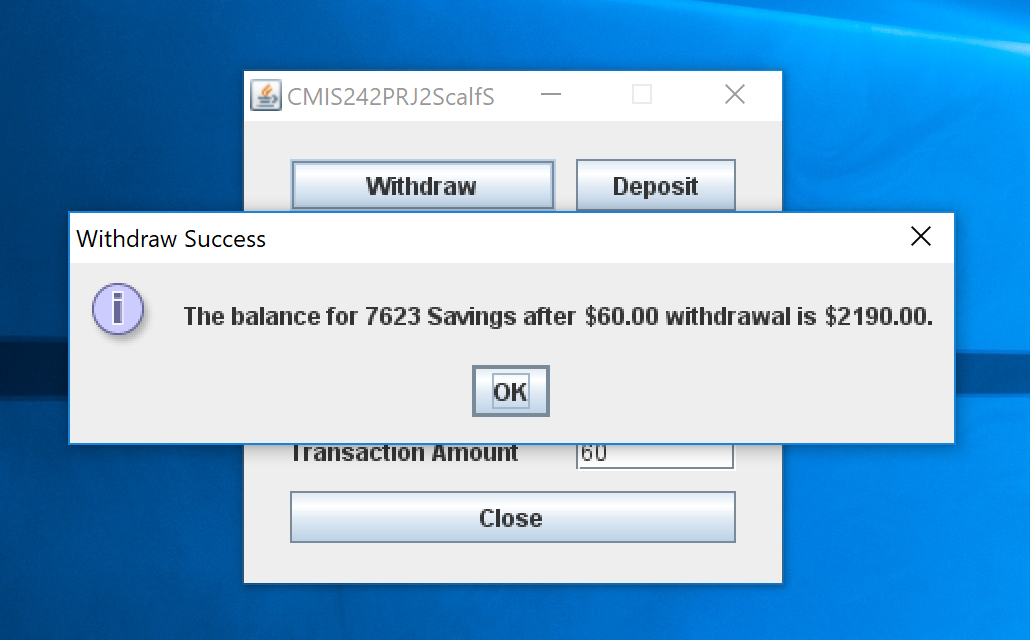 CMIS242PRJ2ScalfS
Withdraw Deposit
Withdraw Success
The balance for 7623 Savings after $60.00 withdrawal is $2190.00.
OK
Transaction Amount 60
Close